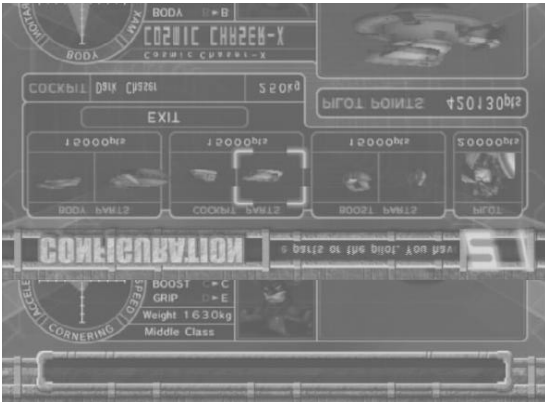 BODY
COSMIC CHASER-X
MAX
BODY
Cosmic Chaser-X
COCKPIT Dark Chaser 250kg
PILOT POINTS 420130pts
EXIT
15000pts 15000pts 15000pts 20000pts
BODY PARTS COCKPIT PARTS BOOST PARTS PILOT
CONFIGURATION e parts or the pilot. You hav
BOOST C▸C
GRIP D▸E
ACCELE
SPEED
CORNERING
Weight 1630kg
Middle Class